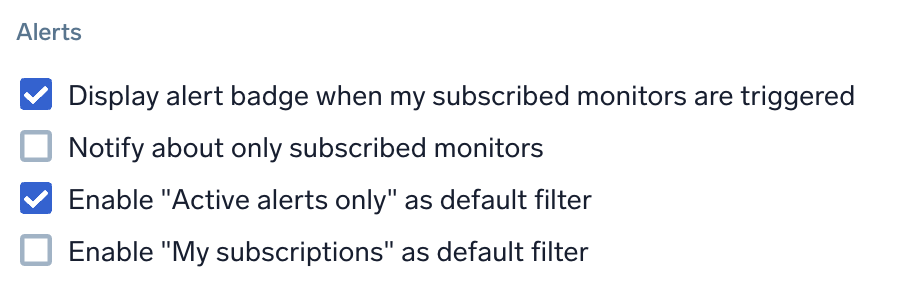 Alerts
Display alert badge when my subscribed monitors are triggered
Notify about only subscribed monitors
Enable "Active alerts only" as default filter
Enable "My subscriptions" as default filter